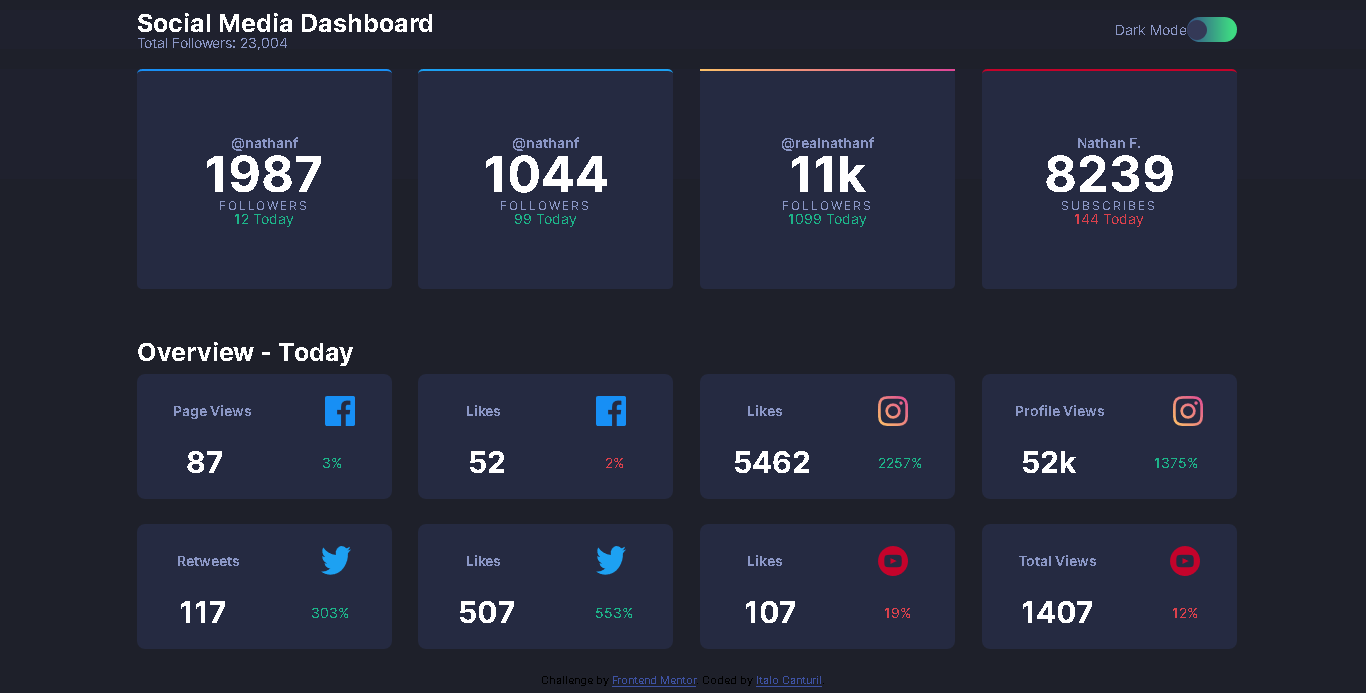 Social Media Dashboard
Total Followers: 23,004
Dark Mode
@nathanf
1987
FOLLOWERS
12 Today
@nathanf
1044
FOLLOWERS
99 Today
@realnathanf
11k
FOLLOWERS
1099 Today
Nathan F.
8239
SUBSCRIBES
144 Today
Overview - Today
Page Views
87
3%
Likes
52
2%
Likes
5462
2257%
Profile Views
52k
1375%
Retweets
117
303%
Likes
507
553%
Likes
107
19%
Total Views
1407
12%
Challenge by Frontend Mentor Coded by Italo Canturil